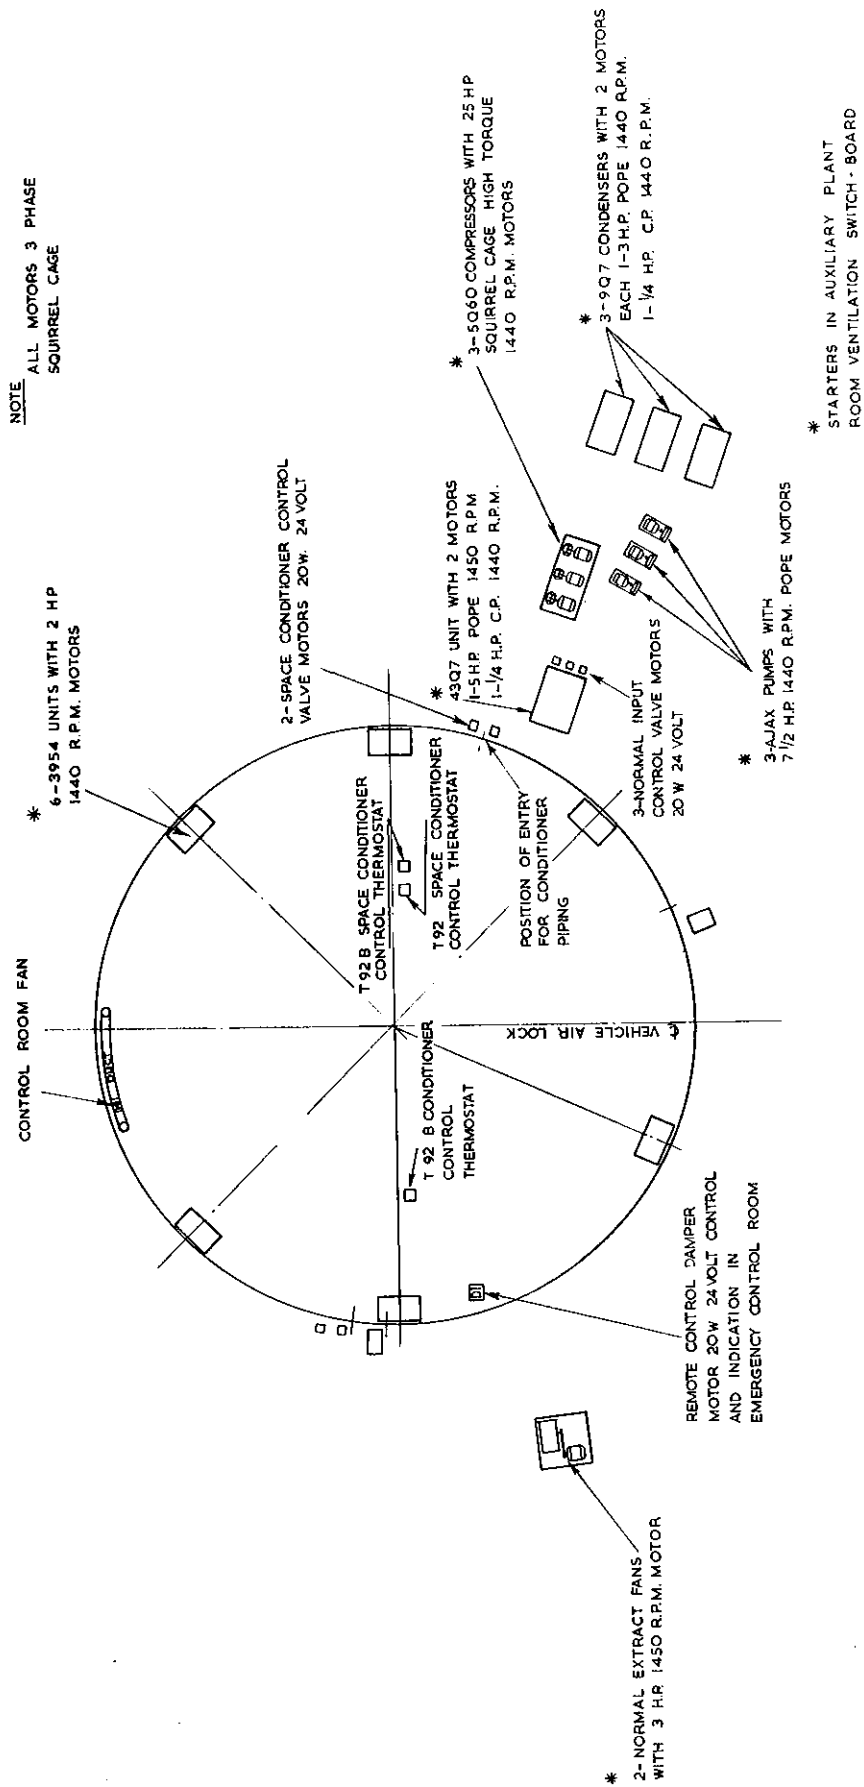 NOTE
ALL MOTORS 3 PHASE
SQUIRREL CAGE
CONTROL ROOM FAN
DUCT
*
6-3954 UNITS WITH 2 HP
1440 R.P.M. MOTORS
2-SPACE CONDITIONER CONTROL
VALVE MOTORS 20W. 24 VOLT
*
3-5Q60 COMPRESSORS WITH 25 HP
SQUIRREL CAGE HIGH TORQUE
1440 R.P.M. MOTORS
T 92 B SPACE CONDITIONER
CONTROL THERMOSTAT
T 92 SPACE CONDITIONER
CONTROL THERMOSTAT
*
43Q7 UNIT WITH 2 MOTORS
1-5 H.P. POPE 1450 R.P.M
1-1/4 H.P. C.P. 1440 R.P.M.
*
3-9Q7 CONDENSERS WITH 2 MOTORS
EACH 1-3 H.P. POPE 1440 R.P.M.
1-1/4 H.P. C.P. 1440 R.P.M.
T 92 B CONDITIONER
CONTROL
THERMOSTAT
POSITION OF ENTRY
FOR CONDITIONER
PIPING
℄ VEHICLE AIR LOCK
3-NORMAL INPUT
CONTROL VALVE MOTORS
20 W 24 VOLT
REMOTE CONTROL DAMPER
MOTOR 20W 24 VOLT CONTROL
AND INDICATION IN
EMERGENCY CONTROL ROOM
*
3-AJAX PUMPS WITH
7 1/2 H.P. 1440 R.P.M. POPE MOTORS
*
2-NORMAL EXTRACT FANS
WITH 3 H.P. 1450 R.P.M. MOTOR
*
STARTERS IN AUXILIARY PLANT
ROOM VENTILATION SWITCH-BOARD